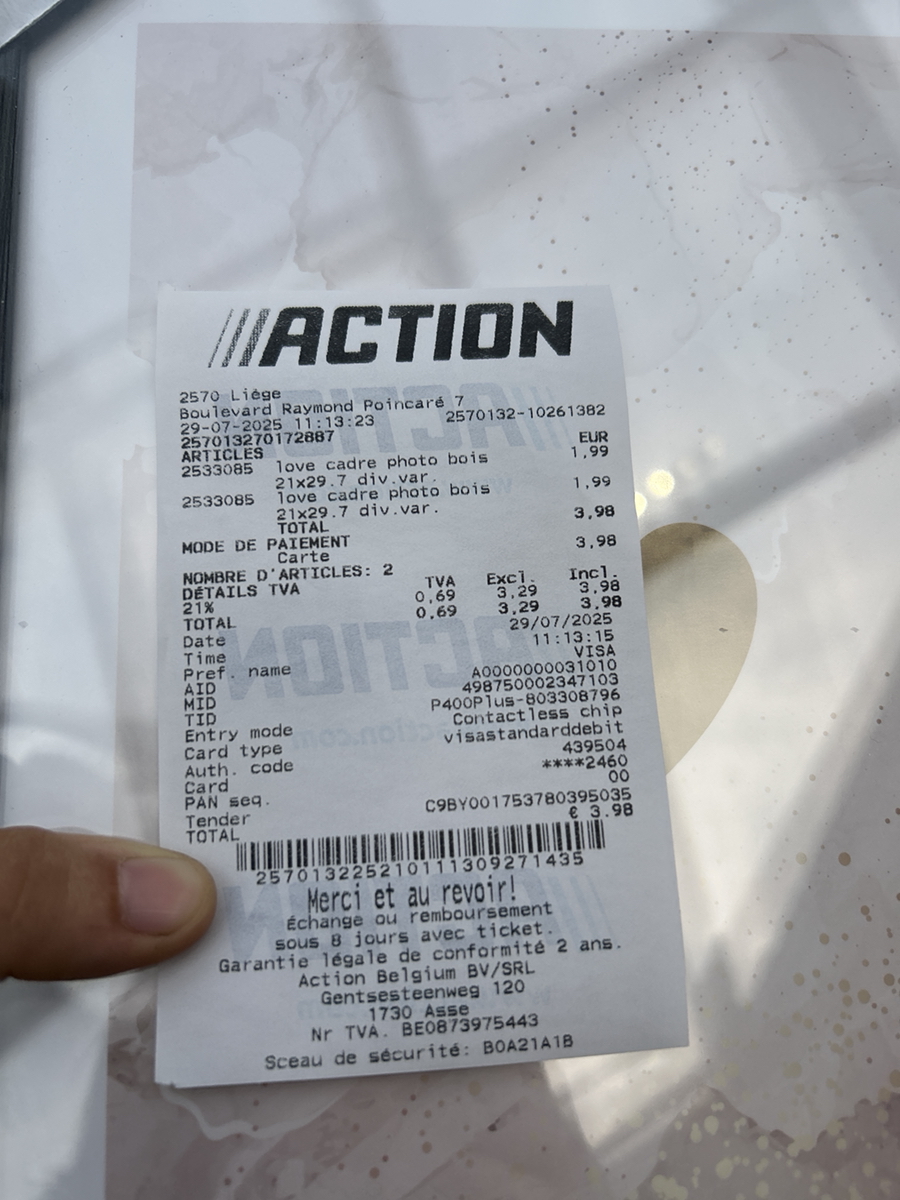 ACTION
2570 Liège
Boulevard Raymond Poincaré 7
29-07-2025 11:13:23 2570132-10261382
257013270172887
ARTICLES EUR
2533085 love cadre photo bois 1,99
21x29.7 div.var.
2533085 love cadre photo bois 1,99
21x29.7 div.var.
TOTAL 3,98
MODE DE PAIEMENT
Carte 3,98
NOMBRE D'ARTICLES: 2
DÉTAILS TVA TVA Excl. Incl.
21% 0,69 3,29 3,98
TOTAL 0,69 3,29 3,98
Date 29/07/2025
Time 11:13:15
Pref. name VISA
AID A0000000031010
MID 498750002347103
TID P400Plus-803308796
Entry mode Contactless chip
Card type visastandarddebit
Auth. code 439504
Card ****2460
PAN seq. 00
Tender C9BY001753780395035
TOTAL € 3.98
2570132252101111309271435
Merci et au revoir!
Échange ou remboursement
sous 8 jours avec ticket.
Garantie légale de conformité 2 ans.
Action Belgium BV/SRL
Gentsesteenweg 120
1730 Asse
Nr TVA. BE0873975443
Sceau de sécurité: B0A21A1B